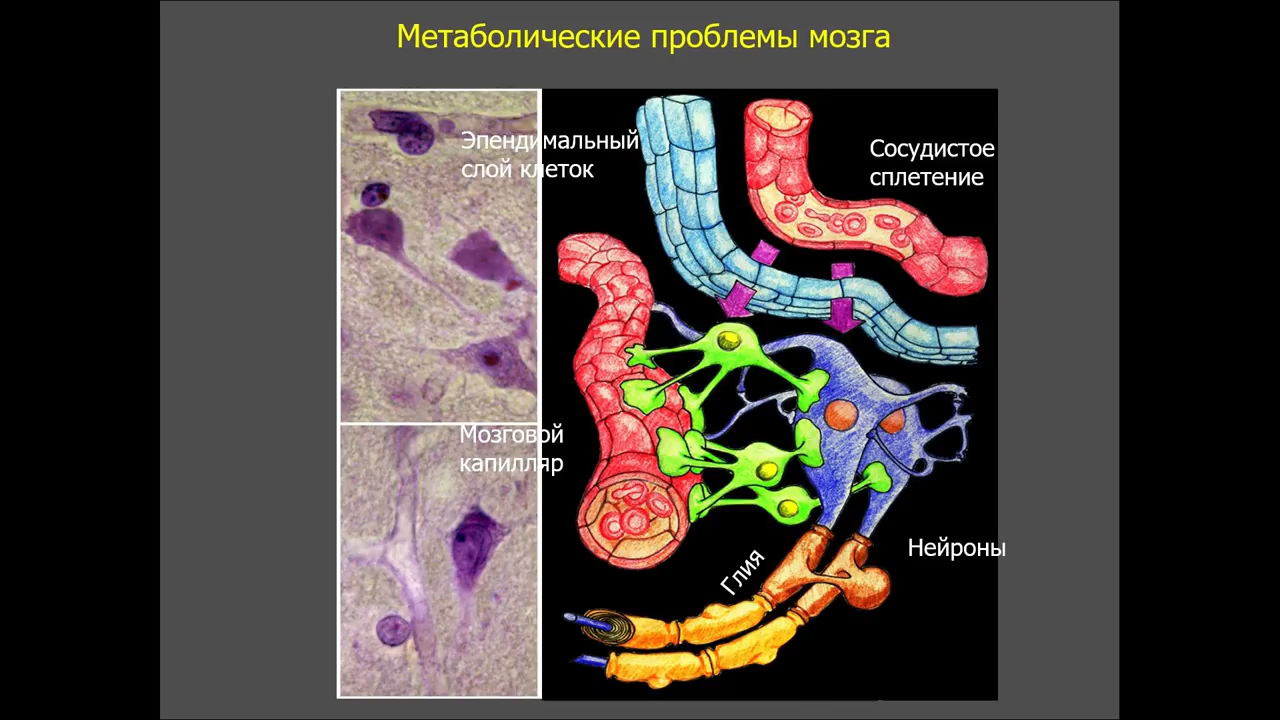 Метаболические проблемы мозга
Эпендимальный
слой клеток
Сосудистое
сплетение
Мозговой
капилляр
Нейроны
Глия